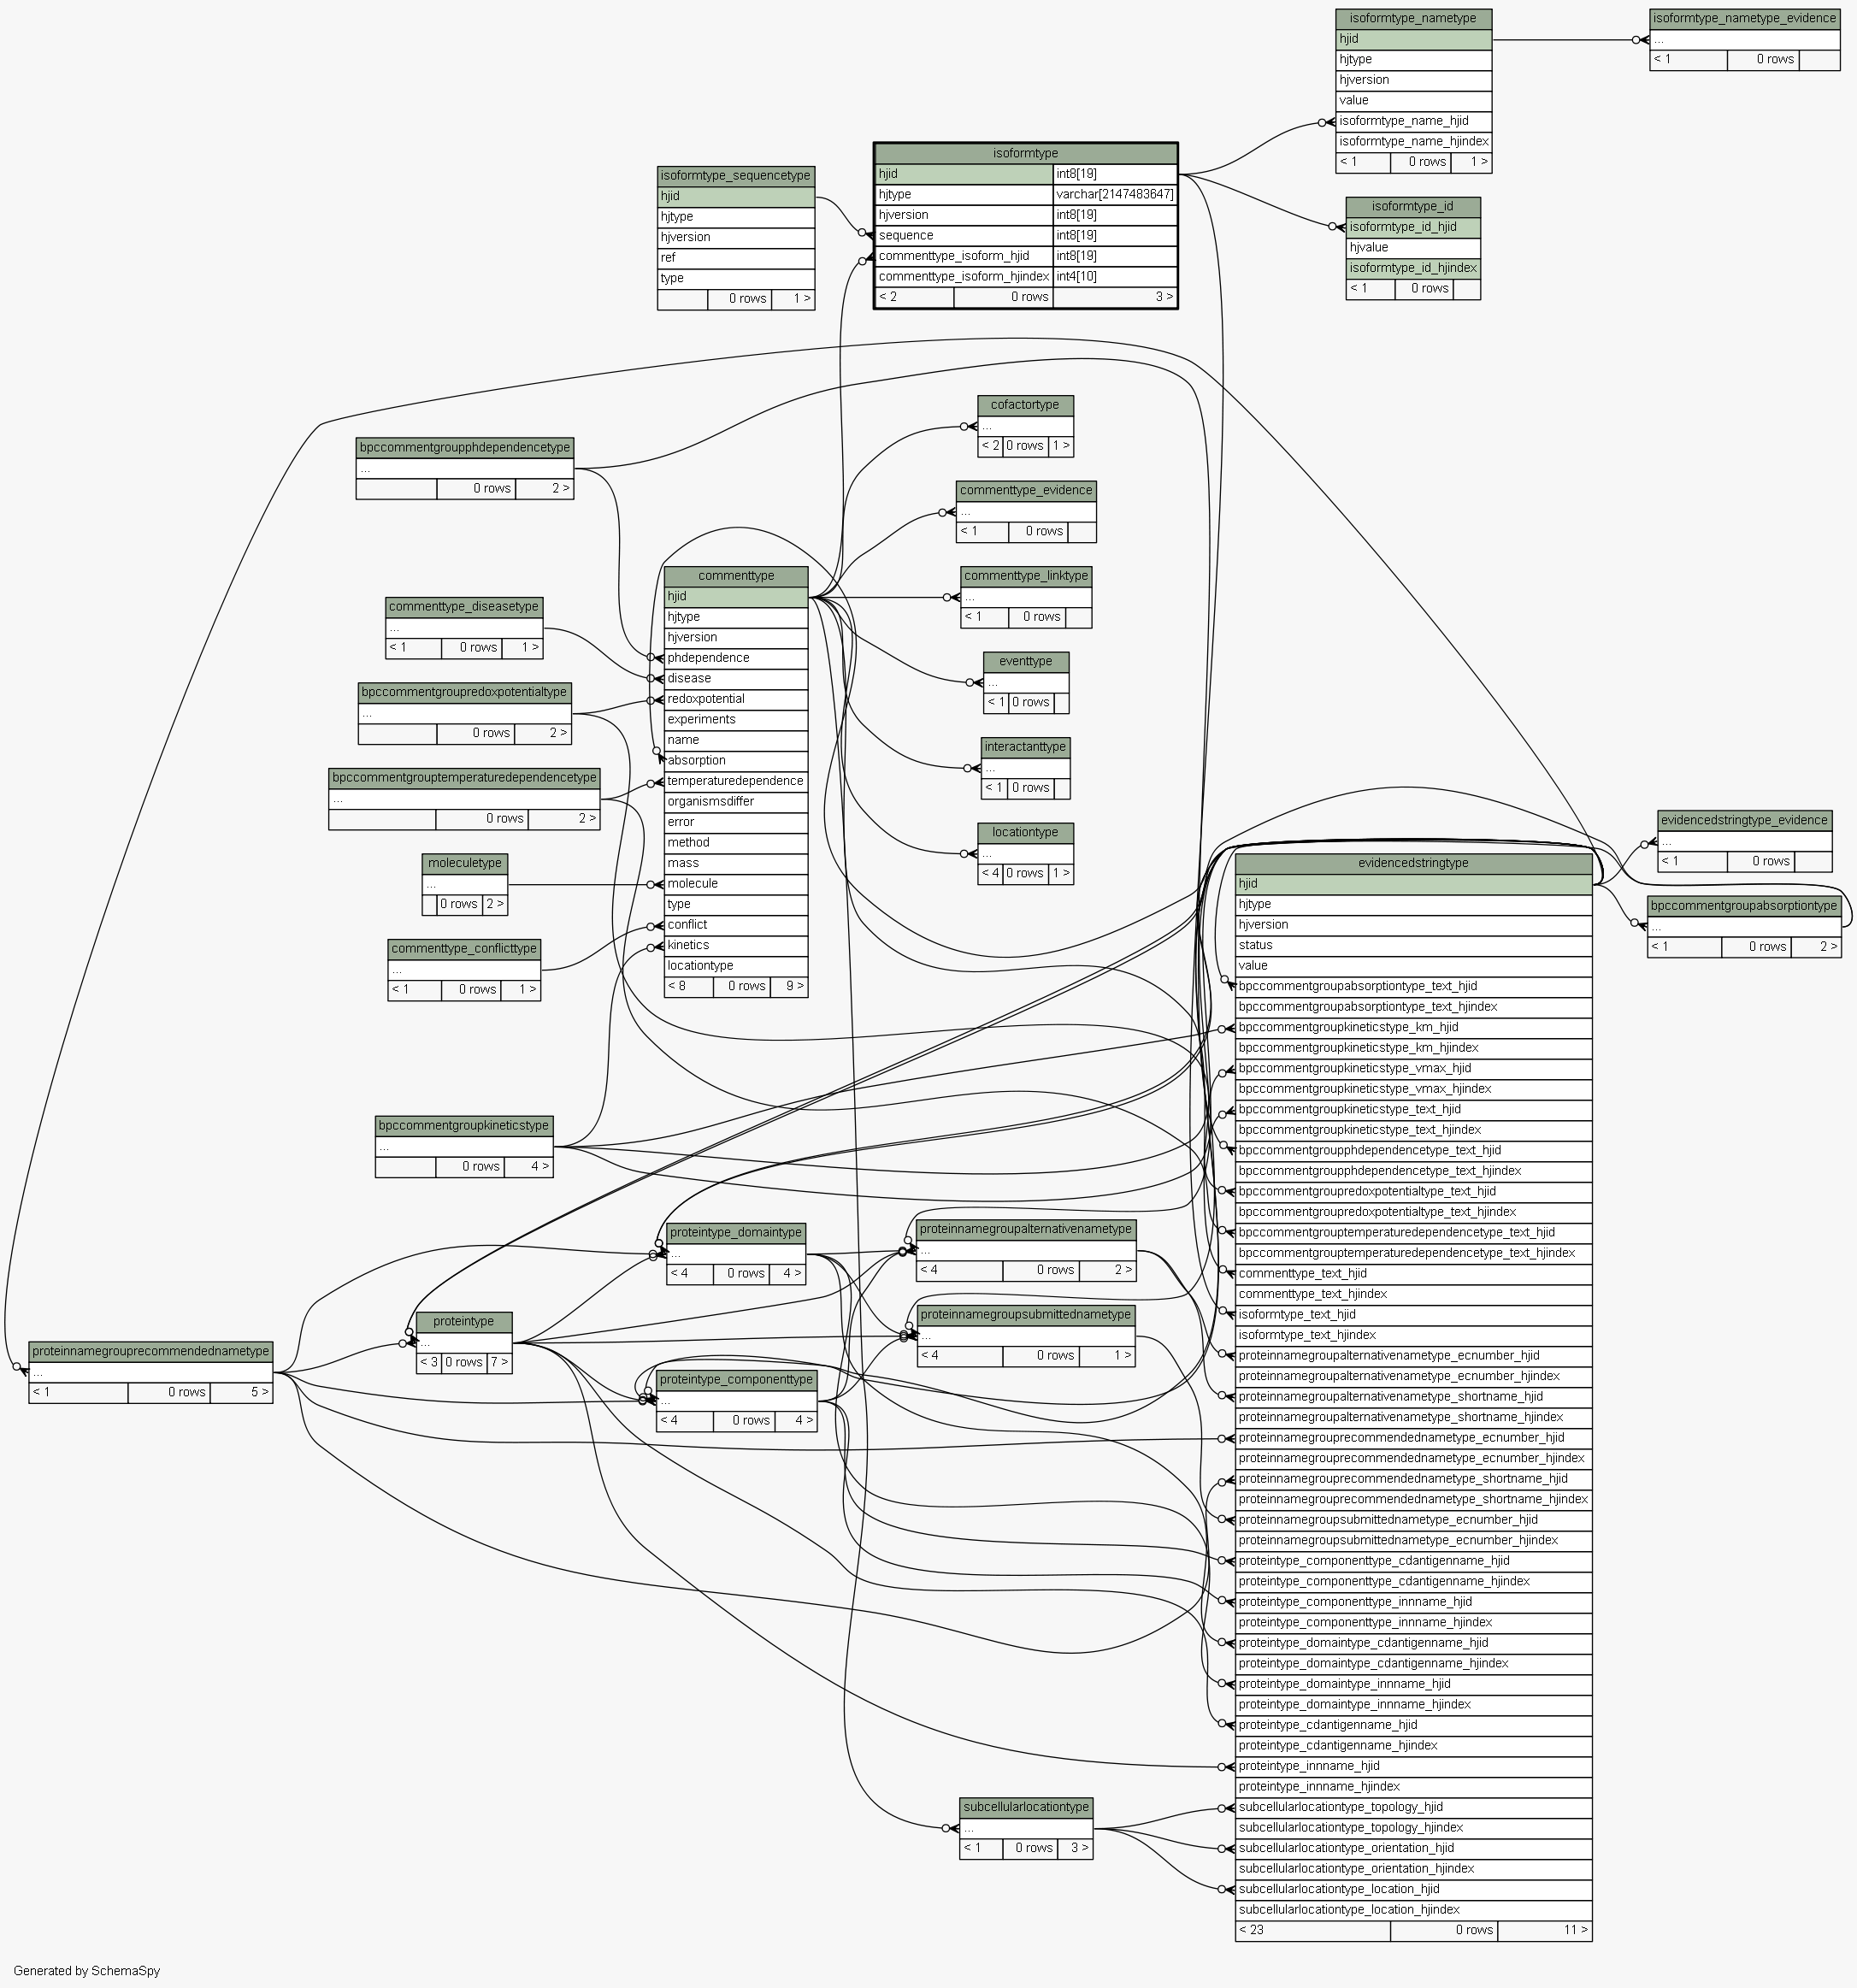 isoformtype_nametype
hjid
hjtype
hjversion
value
isoformtype_name_hjid
isoformtype_name_hjindex
< 1 0 rows 1 >
isoformtype_nametype_evidence
...
< 1 0 rows
isoformtype
hjid int8[19]
hjtype varchar[2147483647]
hjversion int8[19]
sequence int8[19]
commenttype_isoform_hjid int8[19]
commenttype_isoform_hjindex int4[10]
< 2 0 rows 3 >
isoformtype_sequencetype
hjid
hjtype
hjversion
ref
type
0 rows 1 >
isoformtype_id
isoformtype_id_hjid
hjvalue
isoformtype_id_hjindex
< 1 0 rows
cofactortype
...
< 2 0 rows 1 >
bpccommentgroupphdependencetype
...
0 rows 2 >
commenttype_evidence
...
< 1 0 rows
commenttype_linktype
...
< 1 0 rows
commenttype
hjid
hjtype
hjversion
phdependence
disease
redoxpotential
experiments
name
absorption
temperaturedependence
organismsdiffer
error
method
mass
molecule
type
conflict
kinetics
locationtype
< 8 0 rows 9 >
commenttype_diseasetype
...
< 1 0 rows 1 >
eventtype
...
< 1 0 rows
bpccommentgroupredoxpotentialtype
...
0 rows 2 >
interactanttype
...
< 1 0 rows
bpccommentgrouptemperaturedependencetype
...
0 rows 2 >
locationtype
...
< 4 0 rows 1 >
moleculetype
...
0 rows 2 >
commenttype_conflicttype
...
< 1 0 rows 1 >
evidencedstringtype_evidence
...
< 1 0 rows
bpccommentgroupabsorptiontype
...
< 1 0 rows 2 >
evidencedstringtype
hjid
hjtype
hjversion
status
value
bpccommentgroupabsorptiontype_text_hjid
bpccommentgroupabsorptiontype_text_hjindex
bpccommentgroupkineticstype_km_hjid
bpccommentgroupkineticstype_km_hjindex
bpccommentgroupkineticstype_vmax_hjid
bpccommentgroupkineticstype_vmax_hjindex
bpccommentgroupkineticstype_text_hjid
bpccommentgroupkineticstype_text_hjindex
bpccommentgroupphdependencetype_text_hjid
bpccommentgroupphdependencetype_text_hjindex
bpccommentgroupredoxpotentialtype_text_hjid
bpccommentgroupredoxpotentialtype_text_hjindex
bpccommentgrouptemperaturedependencetype_text_hjid
bpccommentgrouptemperaturedependencetype_text_hjindex
commenttype_text_hjid
commenttype_text_hjindex
isoformtype_text_hjid
isoformtype_text_hjindex
proteinnamegroupalternativenametype_ecnumber_hjid
proteinnamegroupalternativenametype_ecnumber_hjindex
proteinnamegroupalternativenametype_shortname_hjid
proteinnamegroupalternativenametype_shortname_hjindex
proteinnamegrouprecommendednametype_ecnumber_hjid
proteinnamegrouprecommendednametype_ecnumber_hjindex
proteinnamegrouprecommendednametype_shortname_hjid
proteinnamegrouprecommendednametype_shortname_hjindex
proteinnamegroupsubmittednametype_ecnumber_hjid
proteinnamegroupsubmittednametype_ecnumber_hjindex
proteintype_componenttype_cdantigenname_hjid
proteintype_componenttype_cdantigenname_hjindex
proteintype_componenttype_innname_hjid
proteintype_componenttype_innname_hjindex
proteintype_domaintype_cdantigenname_hjid
proteintype_domaintype_cdantigenname_hjindex
proteintype_domaintype_innname_hjid
proteintype_domaintype_innname_hjindex
proteintype_cdantigenname_hjid
proteintype_cdantigenname_hjindex
proteintype_innname_hjid
proteintype_innname_hjindex
subcellularlocationtype_topology_hjid
subcellularlocationtype_topology_hjindex
subcellularlocationtype_orientation_hjid
subcellularlocationtype_orientation_hjindex
subcellularlocationtype_location_hjid
subcellularlocationtype_location_hjindex
< 23 0 rows 11 >
bpccommentgroupkineticstype
...
0 rows 4 >
proteintype_domaintype
...
< 4 0 rows 4 >
proteinnamegroupalternativenametype
...
< 4 0 rows 2 >
proteintype
...
< 3 0 rows 7 >
proteinnamegroupsubmittednametype
...
< 4 0 rows 1 >
proteinnamegrouprecommendednametype
...
< 1 0 rows 5 >
proteintype_componenttype
...
< 4 0 rows 4 >
subcellularlocationtype
...
< 1 0 rows 3 >
Generated by SchemaSpy